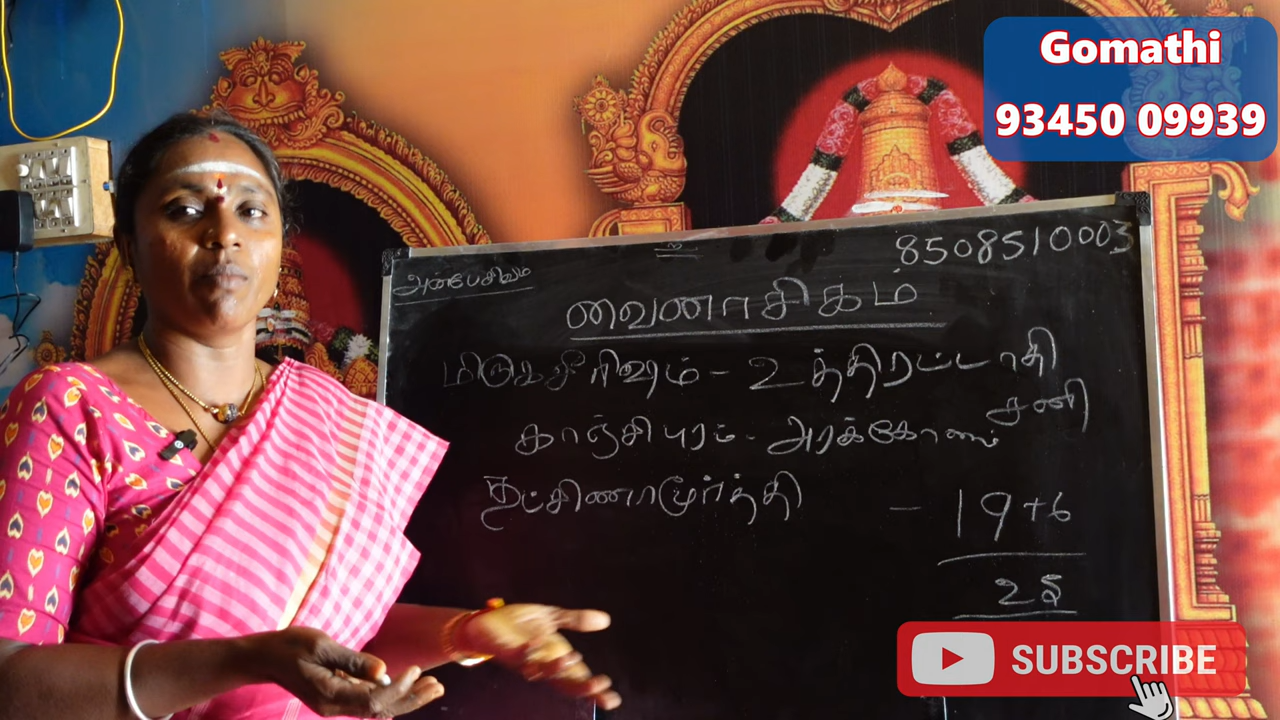 Gomathi
93450 09939
8508510003
அன்பேசிவம்
வைணாசிகம்
மிருகசீரிஷம் - உத்திரட்டாதி
சனி
காஞ்சிபுரம் - அரக்கோணம்
தட்சிணாமூர்த்தி - 19+6
25
SUBSCRIBE